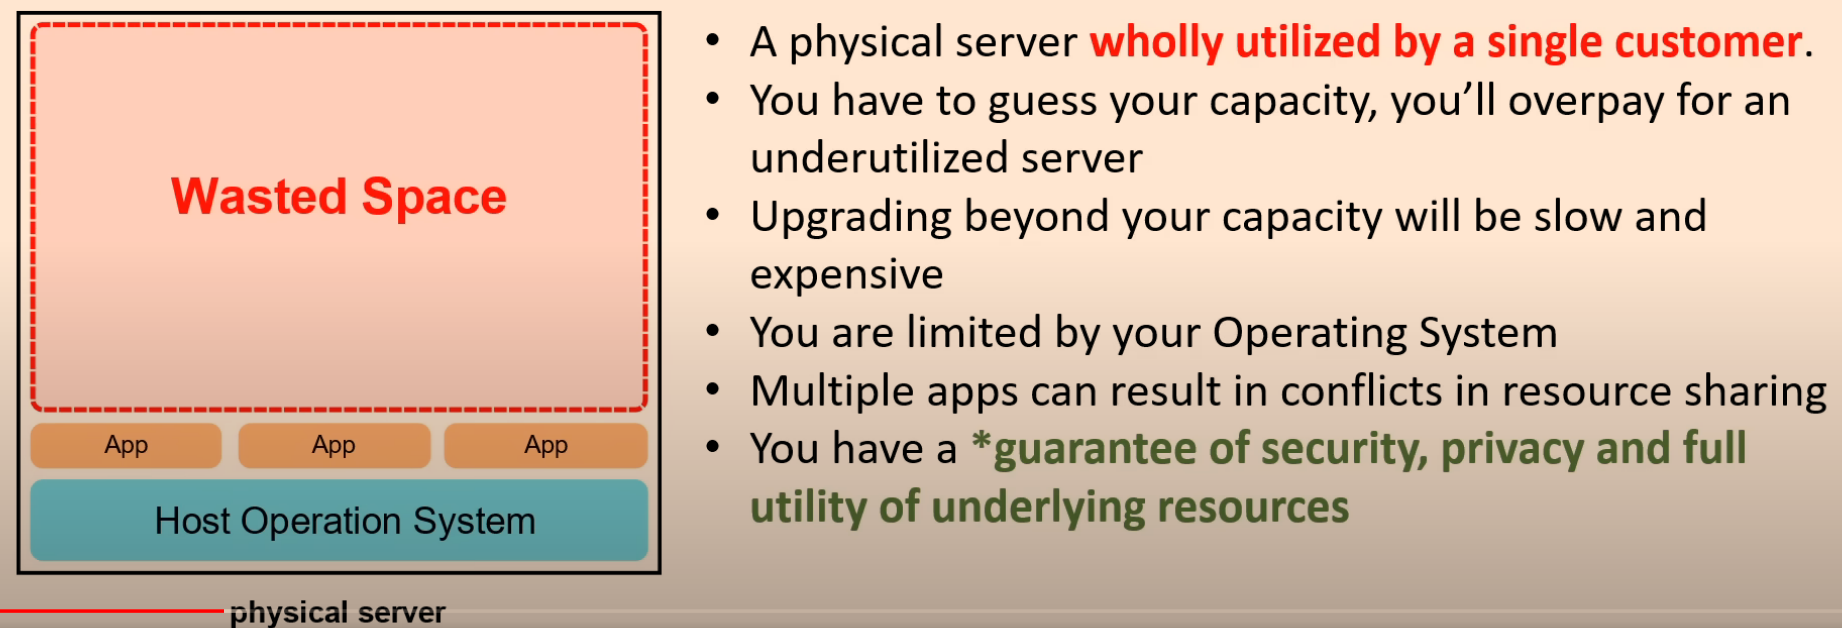 Wasted Space
App
App
App
Host Operation System
physical server
• A physical server wholly utilized by a single customer.
• You have to guess your capacity, you’ll overpay for an
underutilized server
• Upgrading beyond your capacity will be slow and
expensive
• You are limited by your Operating System
• Multiple apps can result in conflicts in resource sharing
• You have a *guarantee of security, privacy and full
utility of underlying resources